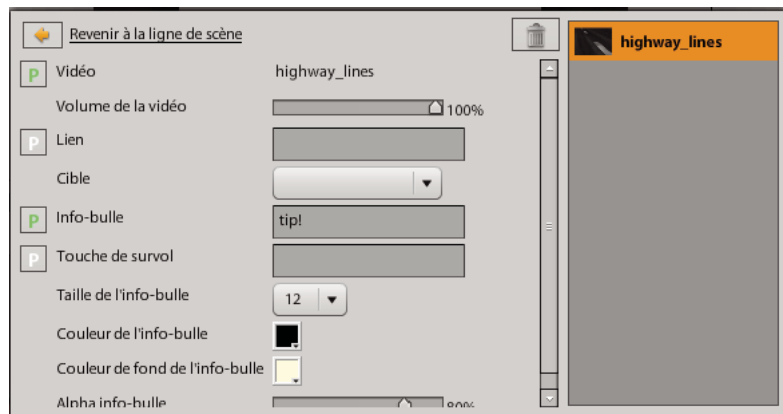 Revenir à la ligne de scène
highway_lines
P Vidéo highway_lines
Volume de la vidéo 100%
P Lien
Cible
P Info-bulle tip!
P Touche de survol
Taille de l'info-bulle 12
Couleur de l'info-bulle
Couleur de fond de l'info-bulle
Alpha info-bulle 80%